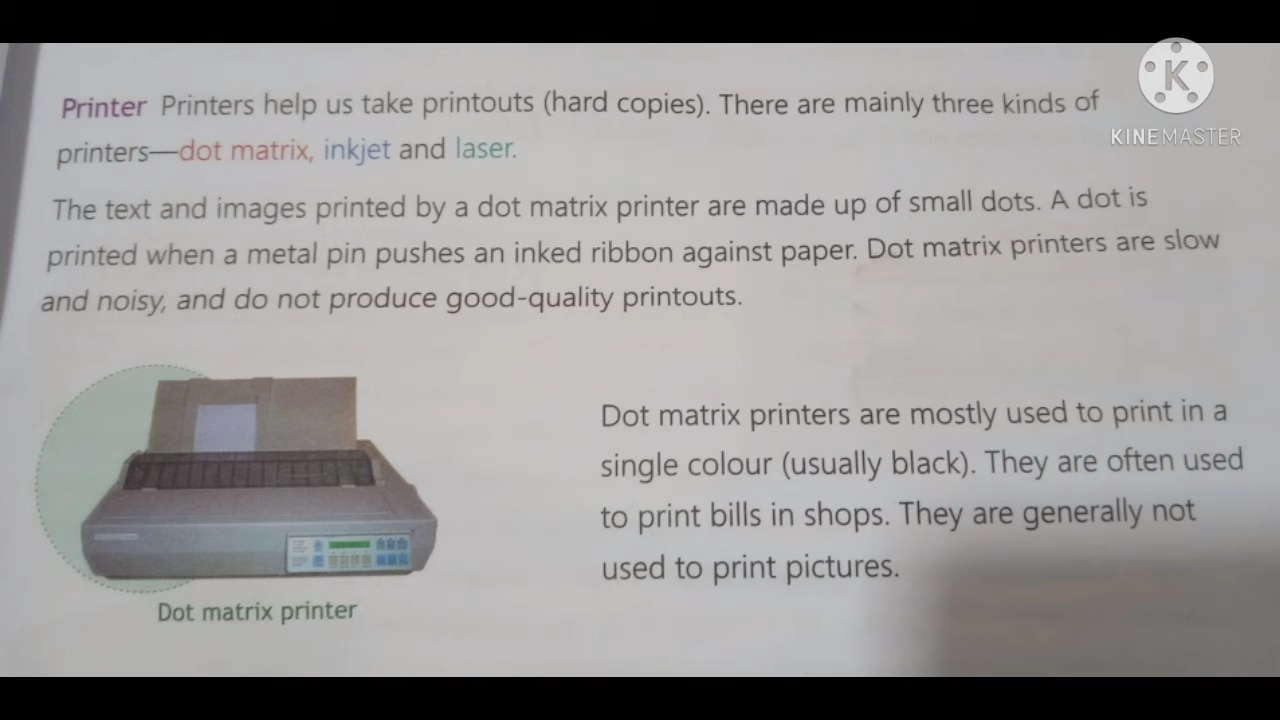 Printer Printers help us take printouts (hard copies). There are mainly three kinds of
printers—dot matrix, inkjet and laser.
The text and images printed by a dot matrix printer are made up of small dots. A dot is
printed when a metal pin pushes an inked ribbon against paper. Dot matrix printers are slow
and noisy, and do not produce good-quality printouts.
Dot matrix printer
Dot matrix printers are mostly used to print in a
single colour (usually black). They are often used
to print bills in shops. They are generally not
used to print pictures.
K
KINEMASTER